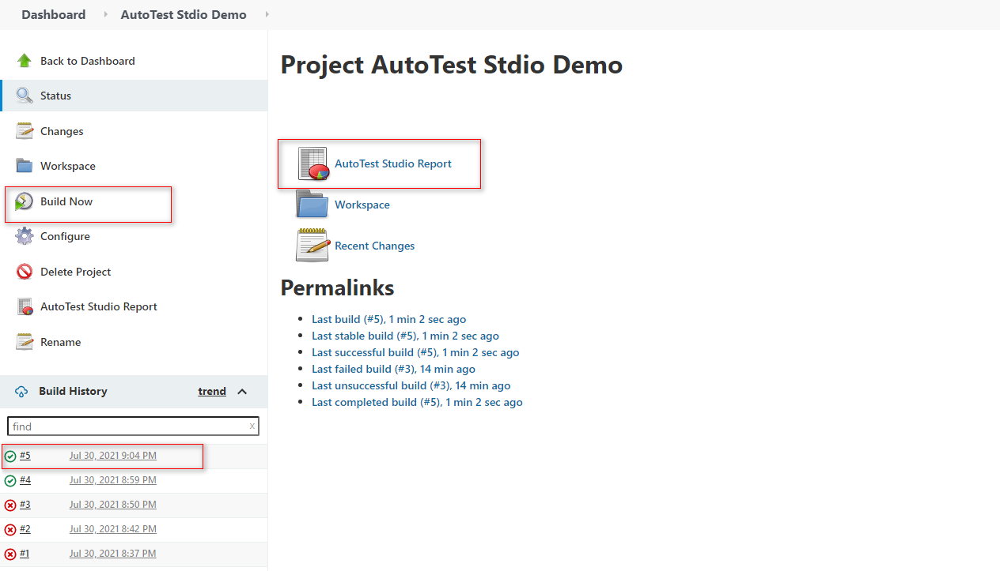 Dashboard AutoTest Stdio Demo
Back to Dashboard
Status
Changes
Workspace
Build Now
Configure
Delete Project
AutoTest Studio Report
Rename
Build History trend
find x
#5 Jul 30, 2021 9:04 PM
#4 Jul 30, 2021 8:59 PM
#3 Jul 30, 2021 8:50 PM
#2 Jul 30, 2021 8:42 PM
#1 Jul 30, 2021 8:37 PM
Project AutoTest Stdio Demo
AutoTest Studio Report
Workspace
Recent Changes
Permalinks
Last build (#5), 1 min 2 sec ago
Last stable build (#5), 1 min 2 sec ago
Last successful build (#5), 1 min 2 sec ago
Last failed build (#3), 14 min ago
Last unsuccessful build (#3), 14 min ago
Last completed build (#5), 1 min 2 sec ago